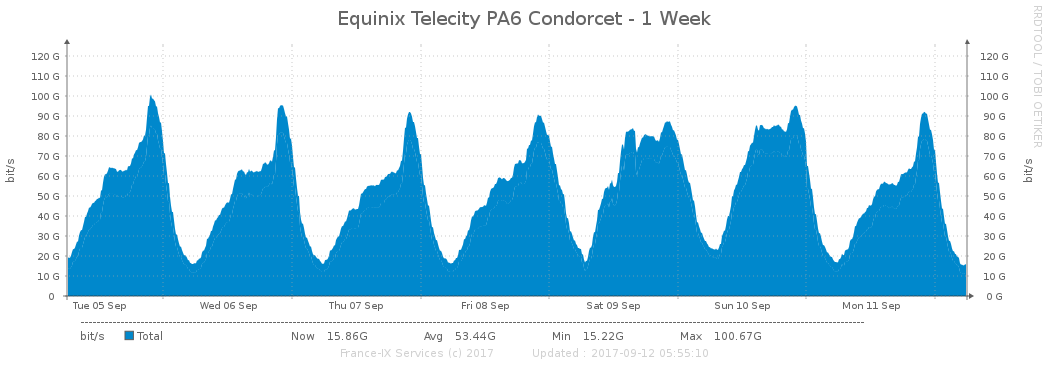 Equinix Telecity PA6 Condorcet - 1 Week
RRDTOOL / TOBI OETIKER
bit/s
120 G 120 G
110 G 110 G
100 G 100 G
90 G 90 G
80 G 80 G
70 G 70 G
60 G 60 G
50 G 50 G
40 G 40 G
30 G 30 G
20 G 20 G
10 G 10 G
0 0 G
bit/s
Tue 05 Sep Wed 06 Sep Thu 07 Sep Fri 08 Sep Sat 09 Sep Sun 10 Sep Mon 11 Sep
bit/s Total Now 15.86G Avg 53.44G Min 15.22G Max 100.67G
France-IX Services (c) 2017 Updated : 2017-09-12 05:55:10